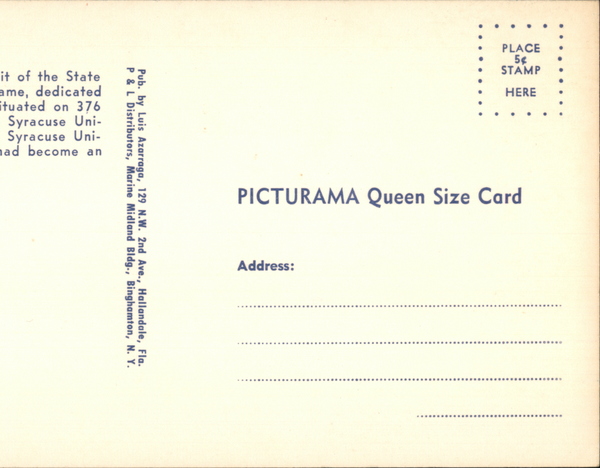 it of the State
ame, dedicated
ituated on 376
Syracuse Uni-
Syracuse Uni-
had become an
Pub. by Luis Azarraga, 129 N.W. 2nd Ave., Hallandale, Fla.
P & L Distributors, Marine Midland Bldg., Binghamton, N. Y.
PLACE
5¢
STAMP
HERE
PICTURAMA Queen Size Card
Address: